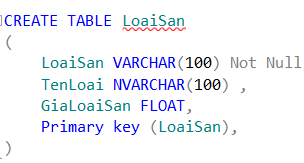 CREATE TABLE LoaiSan
(
LoaiSan VARCHAR(100) Not Null
TenLoai NVARCHAR(100) ,
GiaLoaiSan FLOAT,
Primary key (LoaiSan),
)